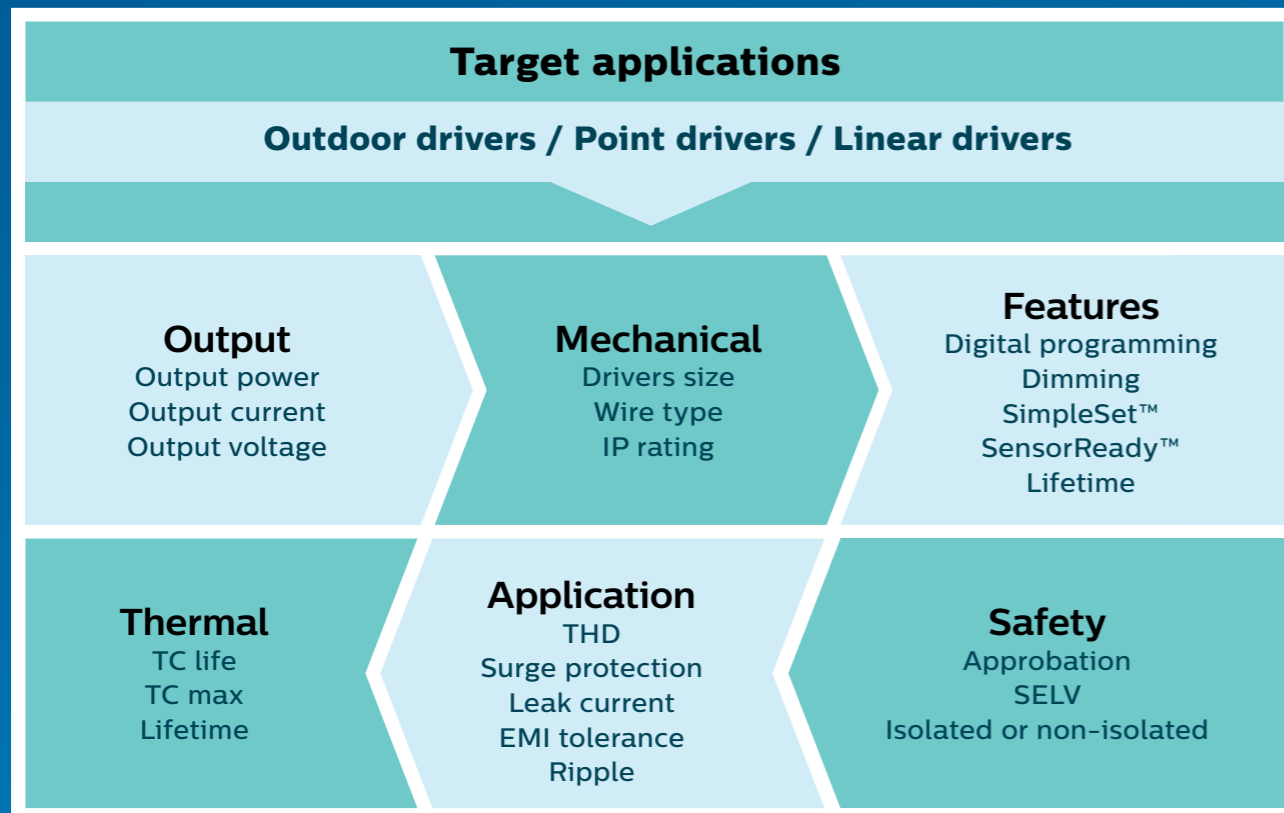 Target applications
Outdoor drivers / Point drivers / Linear drivers
Output
Output power
Output current
Output voltage
Mechanical
Drivers size
Wire type
IP rating
Features
Digital programming
Dimming
SimpleSet™
SensorReady™
Lifetime
Thermal
TC life
TC max
Lifetime
Application
THD
Surge protection
Leak current
EMI tolerance
Ripple
Safety
Approbation
SELV
Isolated or non-isolated